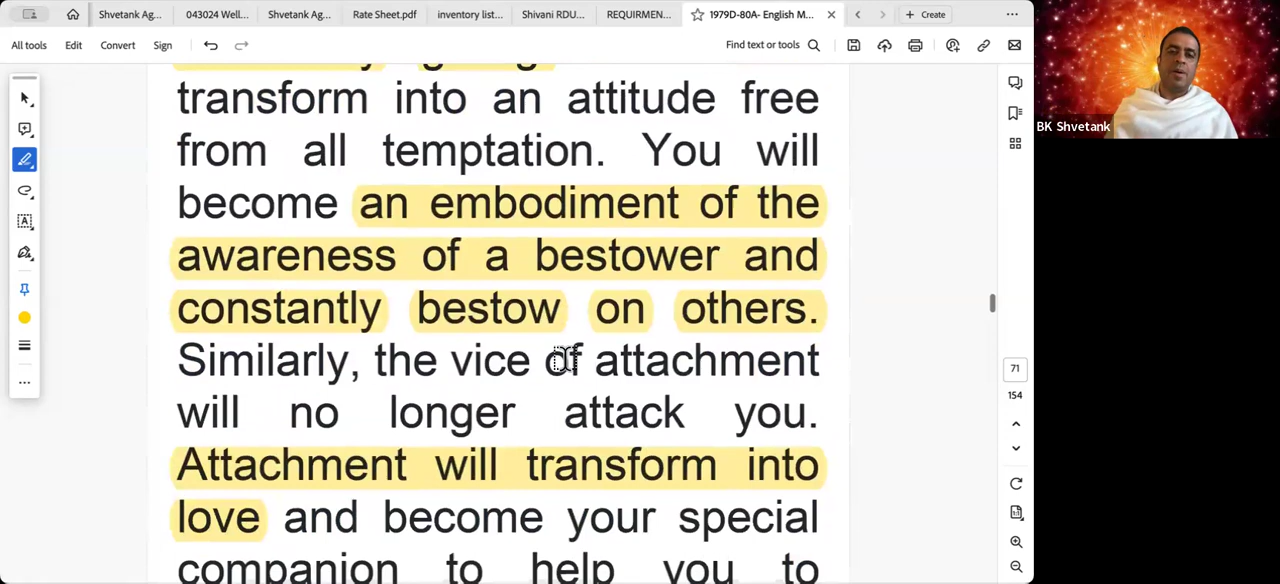 Shvetank Ag...
043024 Well...
Shvetank Ag...
Rate Sheet.pdf
inventory list...
Shivani RDU...
REQUIRMEN...
1979D-80A- English M...
Create
All tools
Edit
Convert
Sign
Find text or tools
transform into an attitude free
from all temptation. You will
become an embodiment of the
awareness of a bestower and
constantly bestow on others.
Similarly, the vice of attachment
will no longer attack you.
Attachment will transform into
love and become your special
companion to help you to
71
154
BK Shvetank